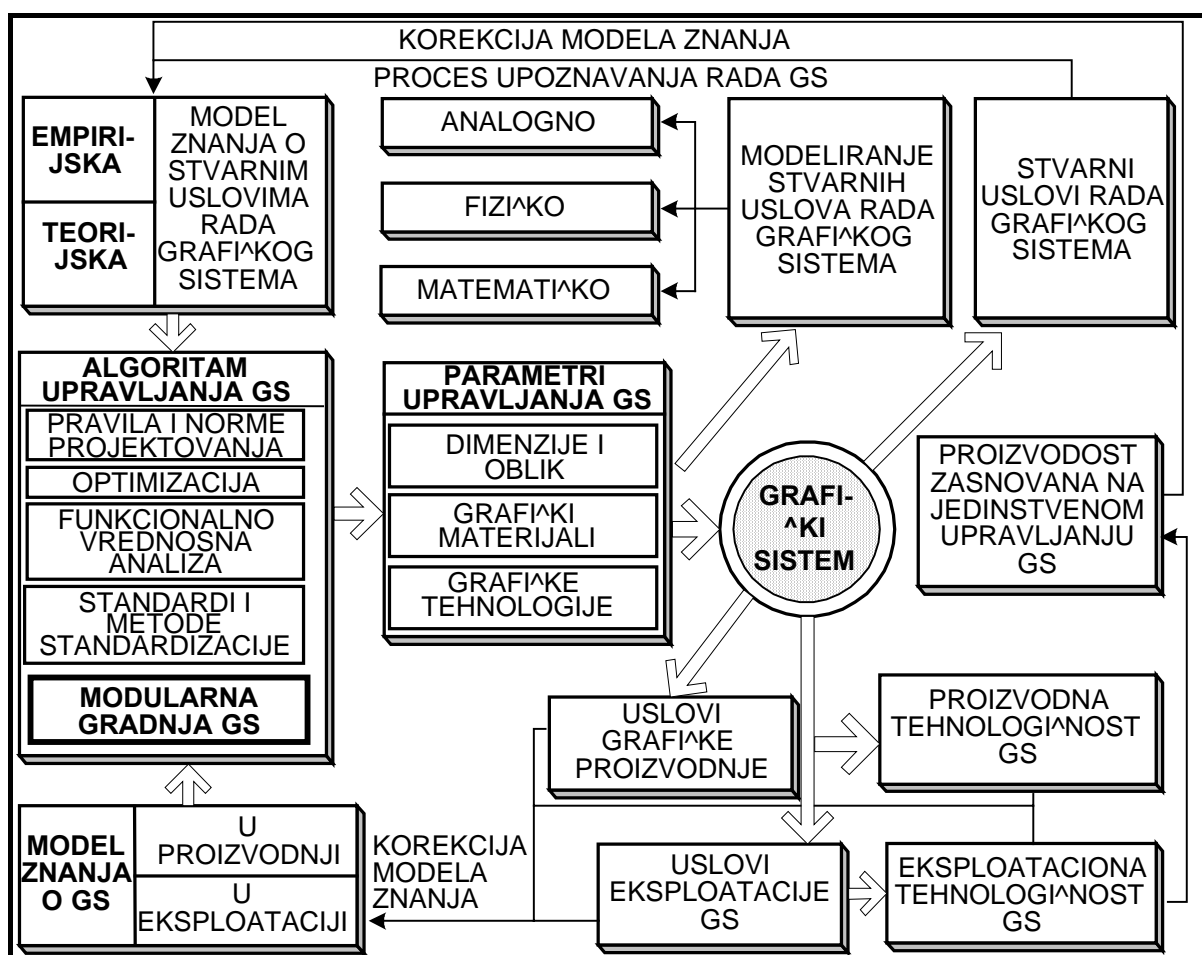 KOREKCIJA MODELA ZNANJA
PROCES UPOZNAVANJA RADA GS
EMPIRI-
JSKA
TEORI-
JSKA
MODEL
ZNANJA O
STVARNIM
USLOVIMA
RADA
GRAFI^KOG
SISTEMA
ANALOGNO
FIZI^KO
MATEMATI^KO
MODELIRANJE
STVARNIH
USLOVA RADA
GRAFI^KOG
SISTEMA
STVARNI
USLOVI RADA
GRAFI^KOG
SISTEMA
ALGORITAM
UPRAVLJANJA GS
PRAVILA I NORME
PROJEKTOVANJA
OPTIMIZACIJA
FUNKCIONALNO
VREDNOSNA
ANALIZA
STANDARDI I
METODE
STANDARDIZACIJE
MODULARNA
GRADNJA GS
PARAMETRI
UPRAVLJANJA GS
DIMENZIJE I
OBLIK
GRAFI^KI
MATERIJALI
GRAFI^KE
TEHNOLOGIJE
GRAFI-
^KI
SISTEM
PROIZVODOST
ZASNOVANA NA
JEDINSTVENOM
UPRAVLJANJU
GS
USLOVI
GRAFI^KE
PROIZVODNJE
PROIZVODNA
TEHNOLOGI^NOST
GS
MODEL
ZNANJA
O GS
U
PROIZVODNJI
U
EKSPLOATACIJI
KOREKCIJA
MODELA
ZNANJA
USLOVI
EKSPLOATACIJE
GS
EKSPLOATACIONA
TEHNOLOGI^NOST
GS